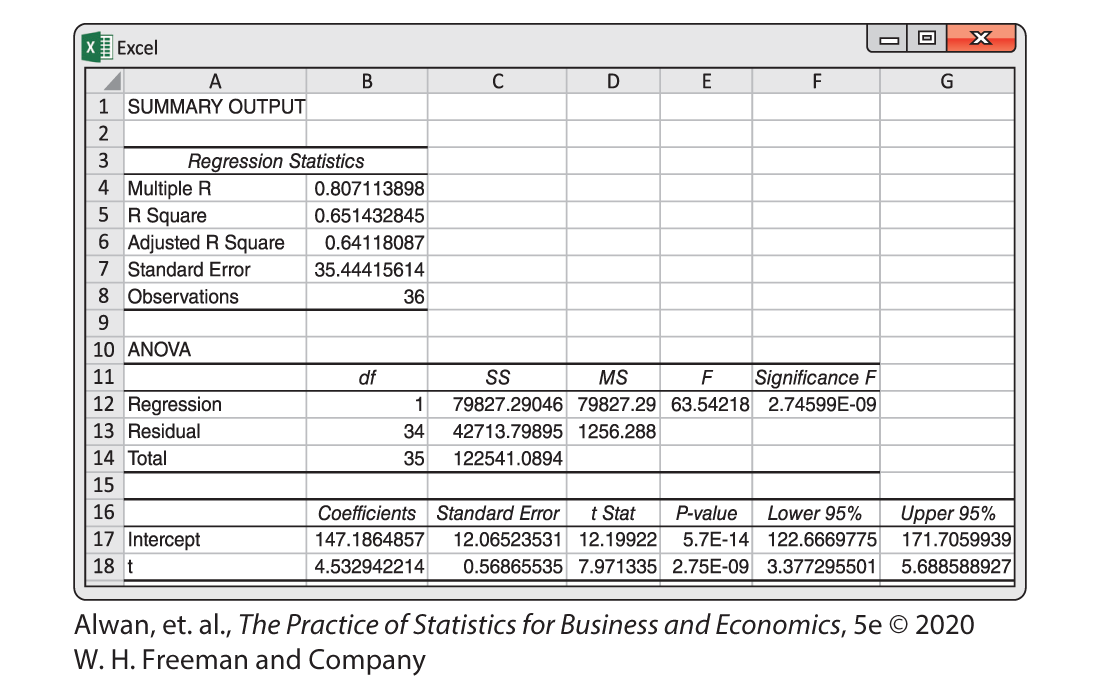 X Excel X
A B C D E F G
1 SUMMARY OUTPUT
2
3 Regression Statistics
4 Multiple R 0.807113898
5 R Square 0.651432845
6 Adjusted R Square 0.64118087
7 Standard Error 35.44415614
8 Observations 36
9
10 ANOVA
11 df SS MS F Significance F
12 Regression 1 79827.29046 79827.29 63.54218 2.74599E-09
13 Residual 34 42713.79895 1256.288
14 Total 35 122541.0894
15
16 Coefficients Standard Error t Stat P-value Lower 95% Upper 95%
17 Intercept 147.1864857 12.06523531 12.19922 5.7E-14 122.6669775 171.7059939
18 t 4.532942214 0.56865535 7.971335 2.75E-09 3.377295501 5.688588927
Alwan, et. al., The Practice of Statistics for Business and Economics, 5e © 2020
W. H. Freeman and Company